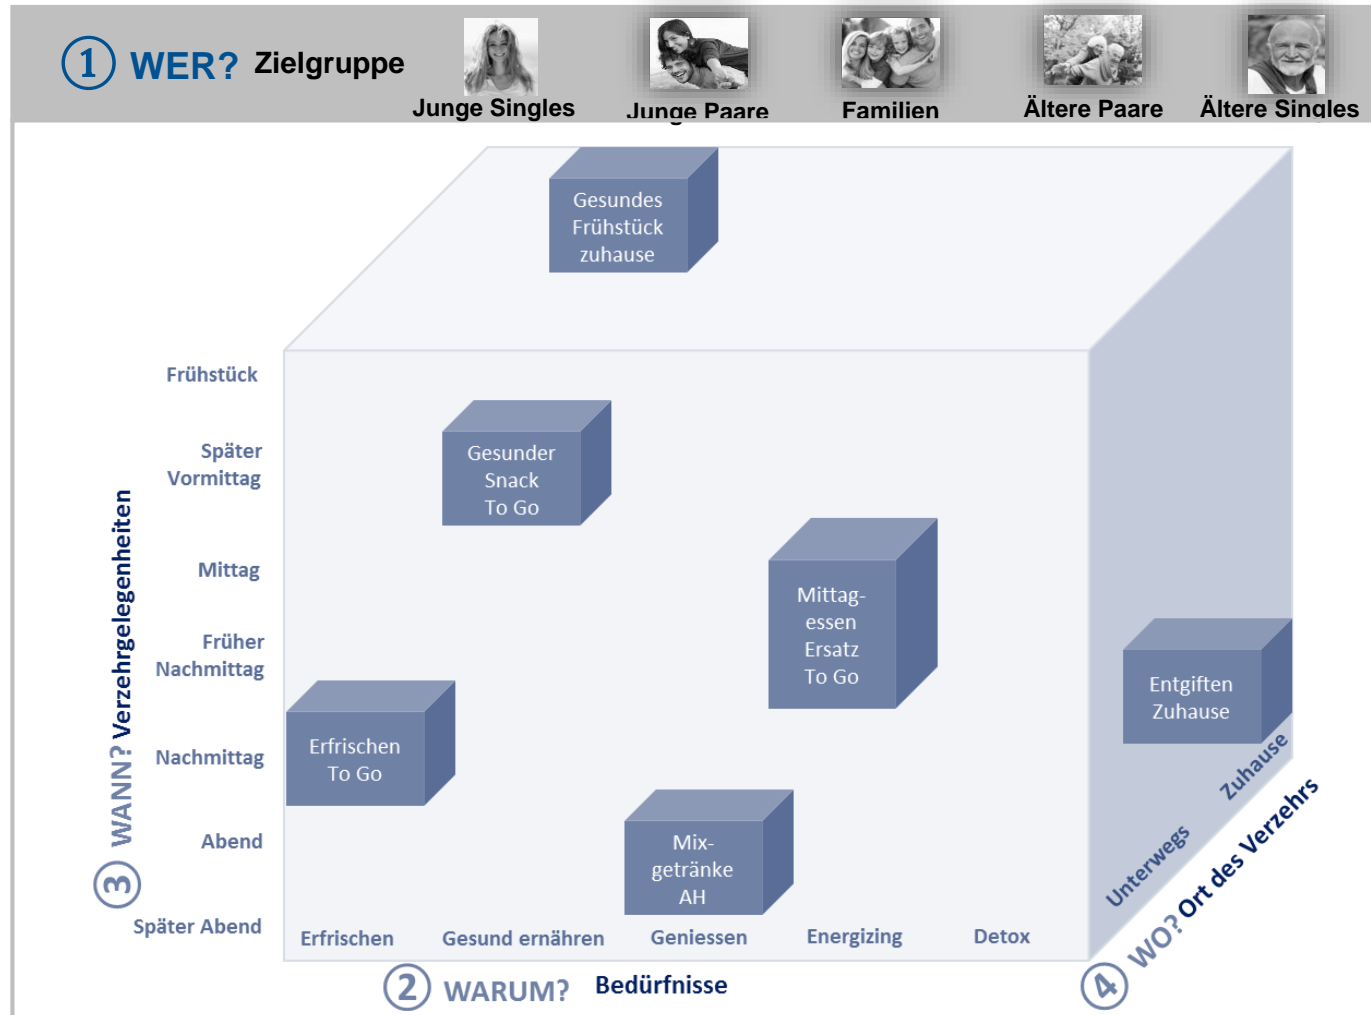 ① WER? Zielgruppe
Junge Singles
Junge Paare
Familien
Ältere Paare
Ältere Singles
Gesundes
Frühstück
zuhause
Frühstück
Später
Vormittag
Gesunder
Snack
To Go
Mittag
Mittag-
essen
Ersatz
To Go
Früher
Nachmittag
Entgiften
Zuhause
Nachmittag
Erfrischen
To Go
Abend
Mix-
getränke
AH
Später Abend
③ WANN? Verzehrgelegenheiten
Erfrischen
Gesund ernähren
Geniessen
Energizing
Detox
② WARUM? Bedürfnisse
Unterwegs
Zuhause
④ WO? Ort des Verzehrs